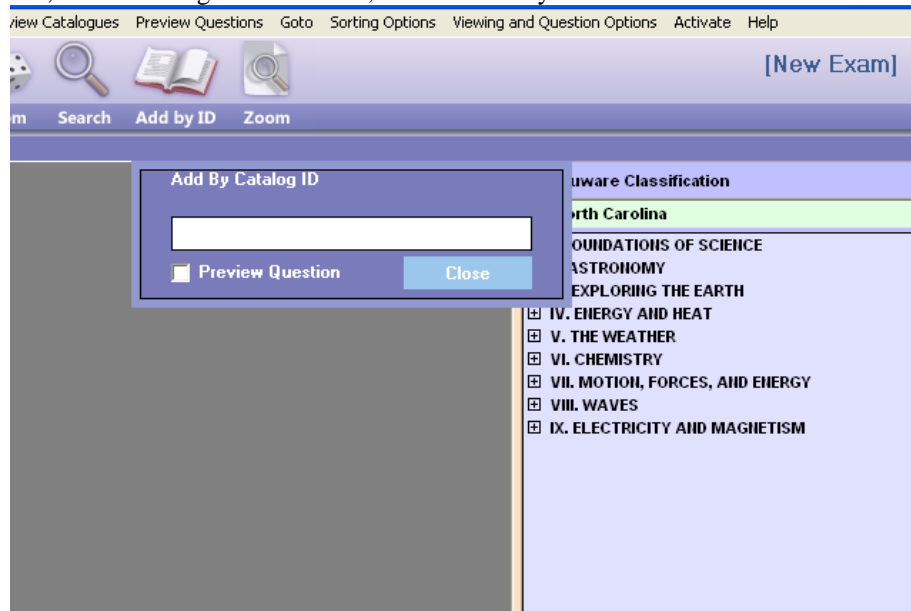 view Catalogues Preview Questions Goto Sorting Options Viewing and Question Options Activate Help
[New Exam]
m Search Add by ID Zoom
Add By Catalog ID
uware Classification
rth Carolina
Preview Question Close
OUNDATIONS OF SCIENCE
ASTRONOMY
EXPLORING THE EARTH
IV. ENERGY AND HEAT
V. THE WEATHER
VI. CHEMISTRY
VII. MOTION, FORCES, AND ENERGY
VIII. WAVES
IX. ELECTRICITY AND MAGNETISM